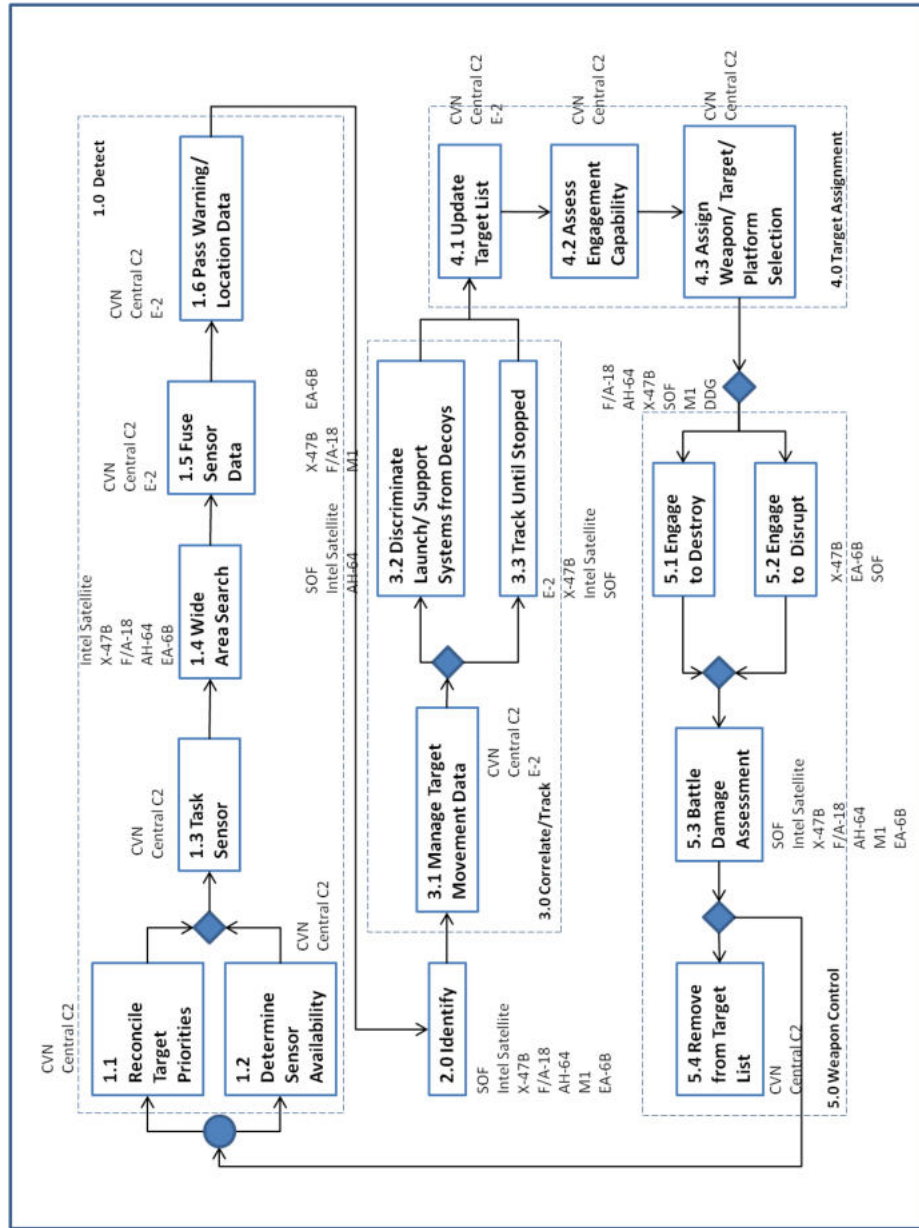 1.0 Detect
CVN
Central C2
1.1
Reconcile
Target
Priorities
1.2
Determine
Sensor
Availability
CVN
Central C2
CVN
Central C2
1.3 Task
Sensor
Intel Satellite
X-47B
F/A-18
AH-64
EA-6B
1.4 Wide
Area Search
CVN
Central C2
E-2
1.5 Fuse
Sensor
Data
CVN
Central C2
E-2
1.6 Pass Warning/
Location Data
2.0 Identify
SOF
Intel Satellite
X-47B
F/A-18
AH-64
M1
EA-6B
3.1 Manage Target
Movement Data
CVN
Central C2
E-2
3.0 Correlate/Track
SOF
Intel Satellite
AH-64
X-47B
F/A-18
M1
EA-6B
3.2 Discriminate
Launch/ Support
Systems from Decoys
3.3 Track Until Stopped
E-2
X-47B
Intel Satellite
SOF
4.1 Update
Target List
CVN
Central C2
E-2
4.2 Assess
Engagement
Capability
CVN
Central C2
4.3 Assign
Weapon/ Target/
Platform
Selection
CVN
Central C2
4.0 Target Assignment
F/A-18
AH-64
X-47B
SOF
M1
DDG
5.1 Engage
to Destroy
5.2 Engage
to Disrupt
X-47B
EA-6B
SOF
5.3 Battle
Damage
Assessment
SOF
Intel Satellite
X-47B
F/A-18
AH-64
M1
EA-6B
5.4 Remove
from Target
List
CVN
Central C2
5.0 Weapon Control